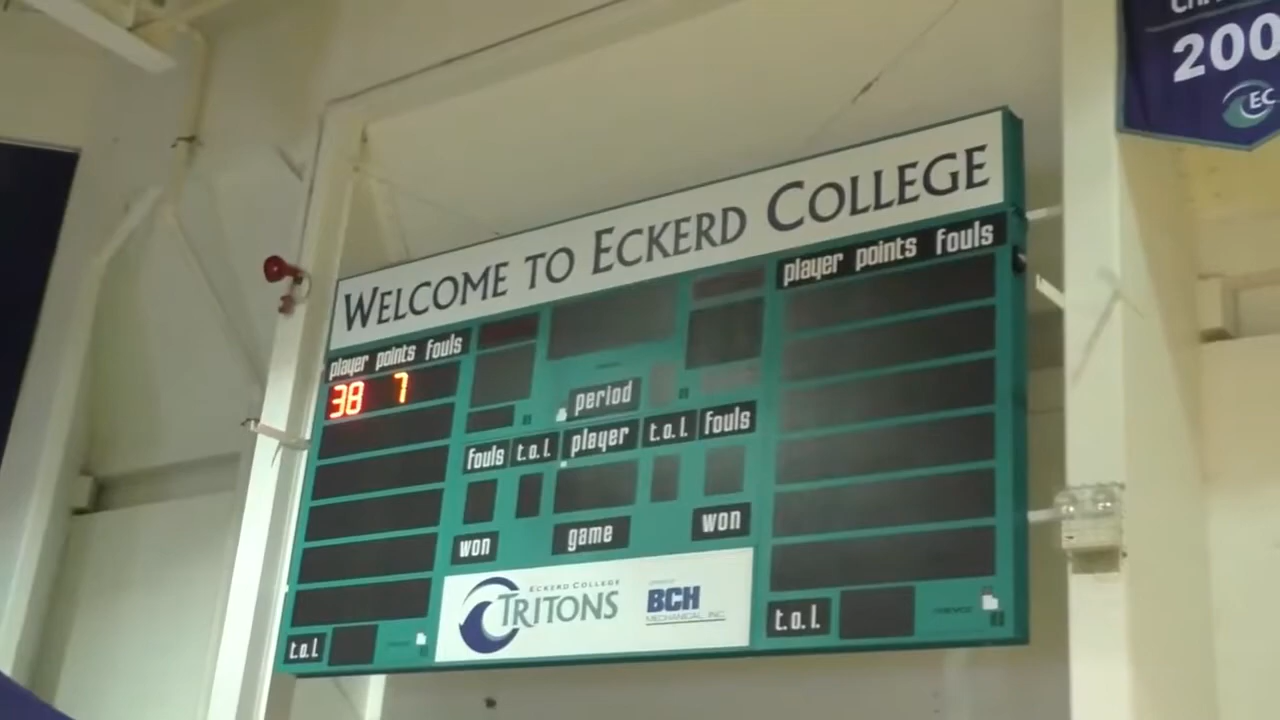 200
EC
WELCOME TO ECKERD COLLEGE
player points fouls
player points fouls
38 7
period
fouls t.o.l. player t.o.l. fouls
won game won
ECKERD COLLEGE
TRITONS
BCH
MECHANICAL, INC.
t.o.l.
t.o.l.